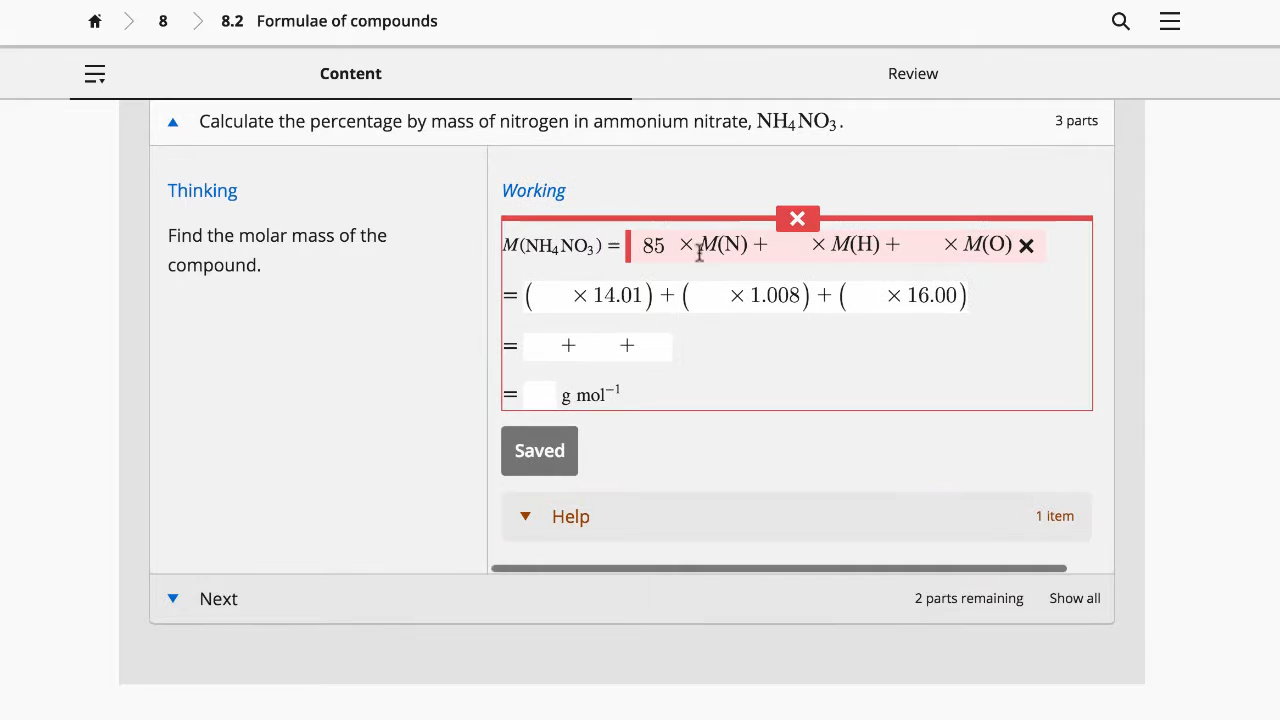 8 8.2 Formulae of compounds
Content Review
Calculate the percentage by mass of nitrogen in ammonium nitrate, NH₄NO₃. 3 parts
Thinking
Find the molar mass of the
compound.
Working
M(NH₄NO₃) = 85 × M(N) + × M(H) + × M(O)
= ( × 14.01) + ( × 1.008) + ( × 16.00)
= + +
= g mol⁻¹
Saved
Help 1 item
Next 2 parts remaining Show all